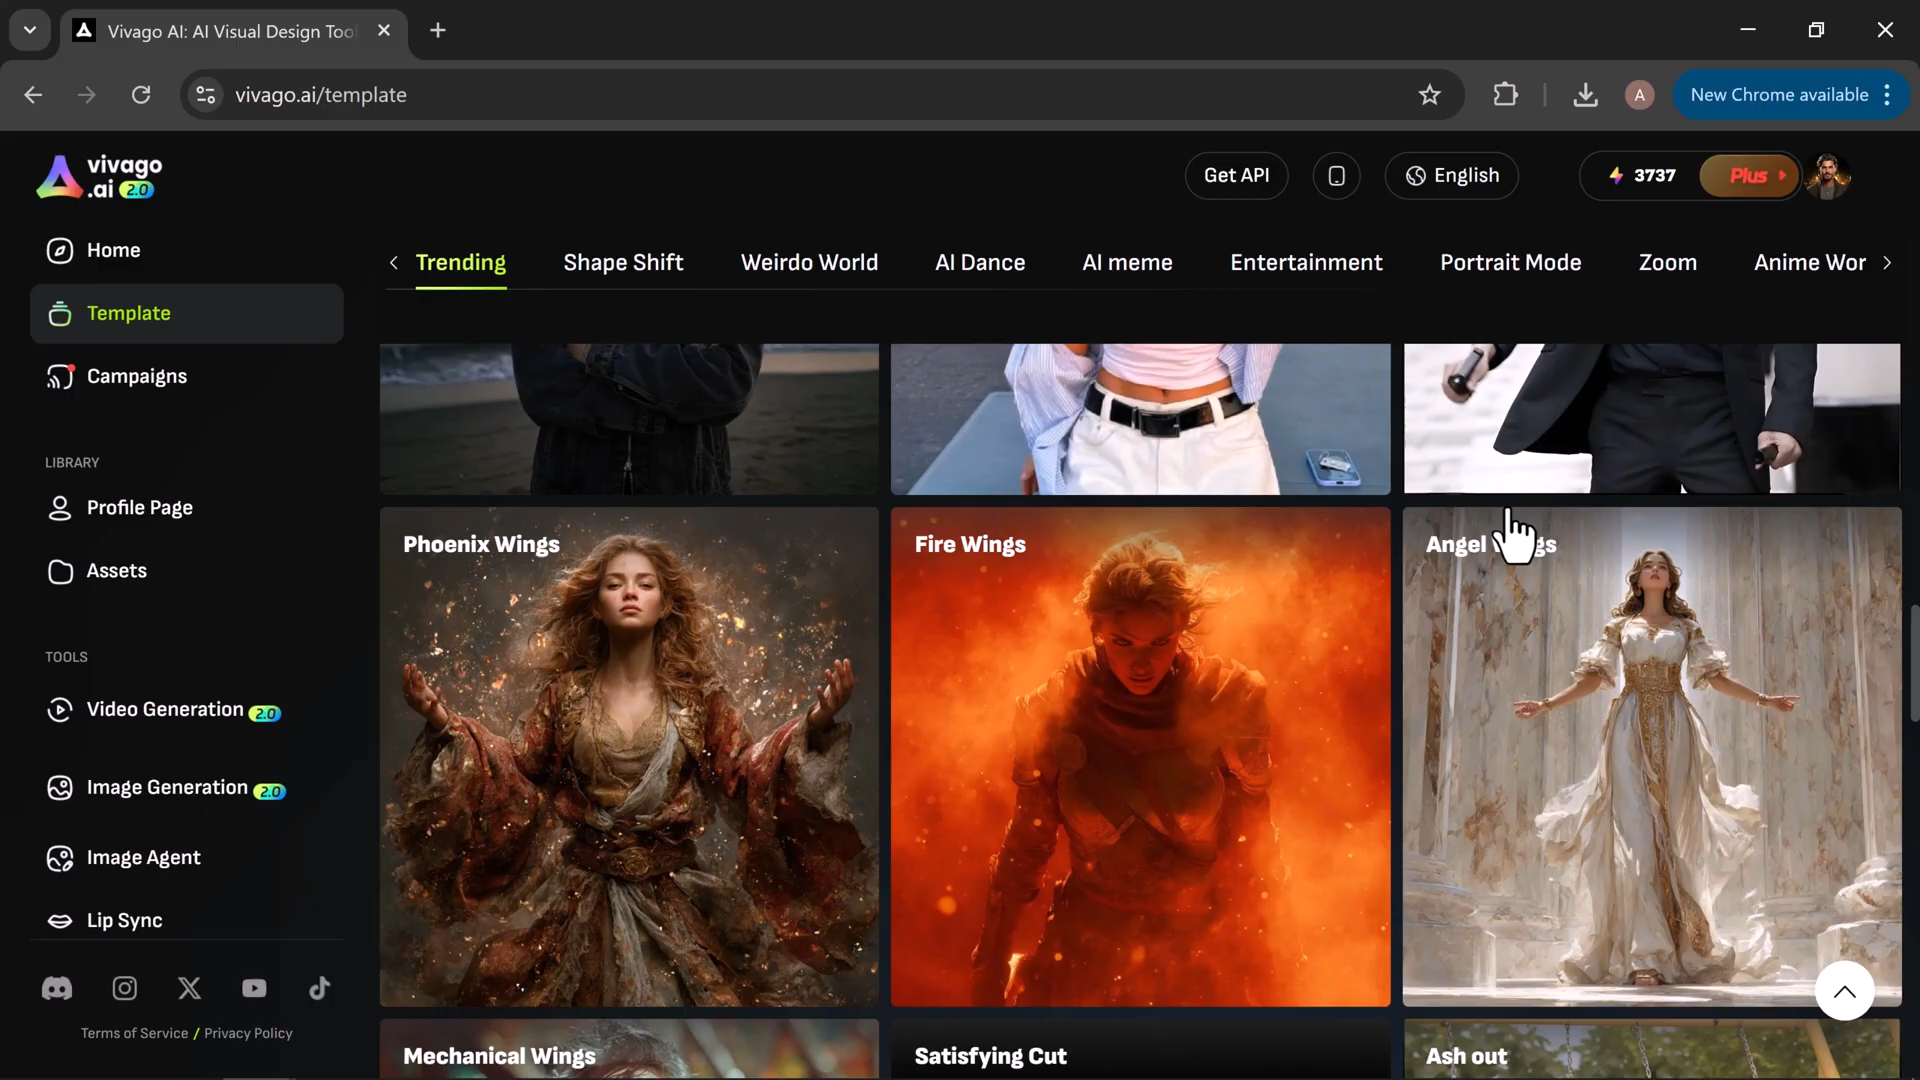 Vivago AI: AI Visual Design Tool
vivago.ai/template
A
New Chrome available
vivago
.ai 2.0
Get API
English
3737
Plus
Home
Template
Campaigns
LIBRARY
Profile Page
Assets
TOOLS
Video Generation 2.0
Image Generation 2.0
Image Agent
Lip Sync
Terms of Service / Privacy Policy
Trending
Shape Shift
Weirdo World
AI Dance
AI meme
Entertainment
Portrait Mode
Zoom
Anime Wor
Phoenix Wings
Fire Wings
Angel Wings
Mechanical Wings
Satisfying Cut
Ash out